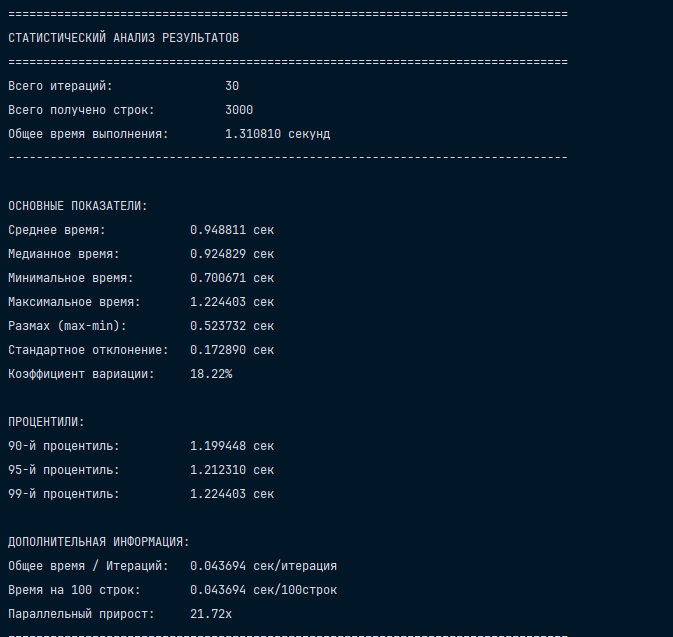 ================================================================================
СТАТИСТИЧЕСКИЙ АНАЛИЗ РЕЗУЛЬТАТОВ
================================================================================
Всего итераций:                30
Всего получено строк:          3000
Общее время выполнения:        1.310810 секунд
--------------------------------------------------------------------------------
ОСНОВНЫЕ ПОКАЗАТЕЛИ:
Среднее время:            0.948811 сек
Медианное время:          0.924829 сек
Минимальное время:        0.700671 сек
Максимальное время:       1.224403 сек
Размах (max-min):         0.523732 сек
Стандартное отклонение:   0.172890 сек
Коэффициент вариации:     18.22%
ПРОЦЕНТИЛИ:
90-й процентиль:          1.199448 сек
95-й процентиль:          1.212310 сек
99-й процентиль:          1.224403 сек
ДОПОЛНИТЕЛЬНАЯ ИНФОРМАЦИЯ:
Общее время / Итераций:   0.043694 сек/итерация
Время на 100 строк:       0.043694 сек/100строк
Параллельный прирост:     21.72x
================================================================================